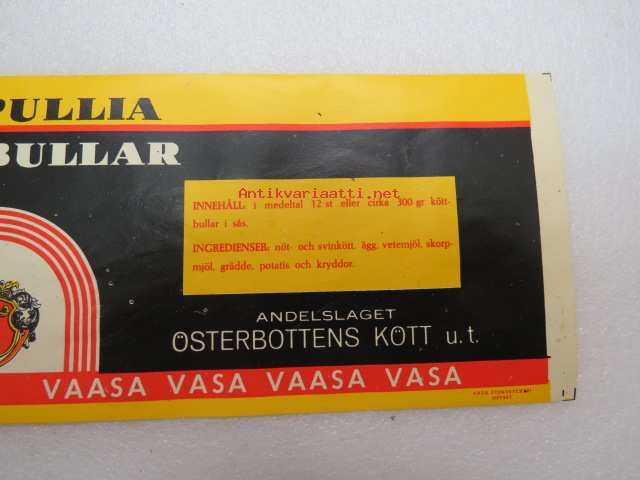 PULLIA
BULLAR
Antikvariaatti.net
INNEHÅLL: i medeltal 12 st eller cirka 300 gr kött-
bullar i sås.
INGREDIENSER: nöt- och svinkött, ägg, vetemjöl, skorp-
mjöl, grädde, potatis och kryddor.
ANDELSLAGET
ÖSTERBOTTENS KÖTT u.t.
VAASA VASA VAASA VASA